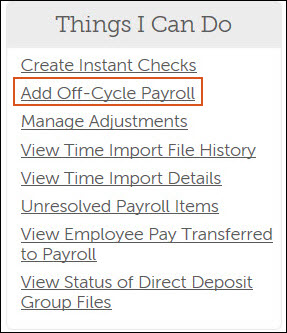 Things I Can Do
Create Instant Checks
Add Off-Cycle Payroll
Manage Adjustments
View Time Import File History
View Time Import Details
Unresolved Payroll Items
View Employee Pay Transferred
to Payroll
View Status of Direct Deposit
Group Files